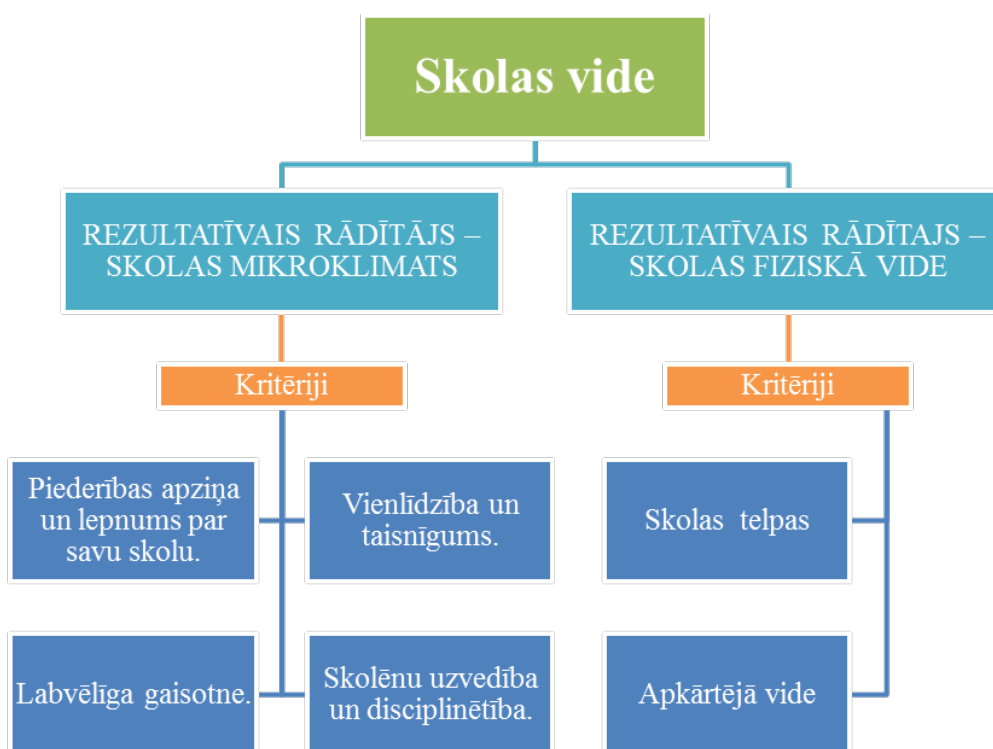 Skolas vide
REZULTATĪVAIS RĀDĪTĀJS –
SKOLAS MIKROKLIMATS
REZULTATĪVAIS RĀDĪTAJS –
SKOLAS FIZISKĀ VIDE
Kritēriji
Kritēriji
Piederības apziņa
un lepnums par
savu skolu.
Vienlīdzība un
taisnīgums.
Skolas telpas
Labvēlīga gaisotne.
Skolēnu uzvedība
un disciplinētība.
Apkārtējā vide